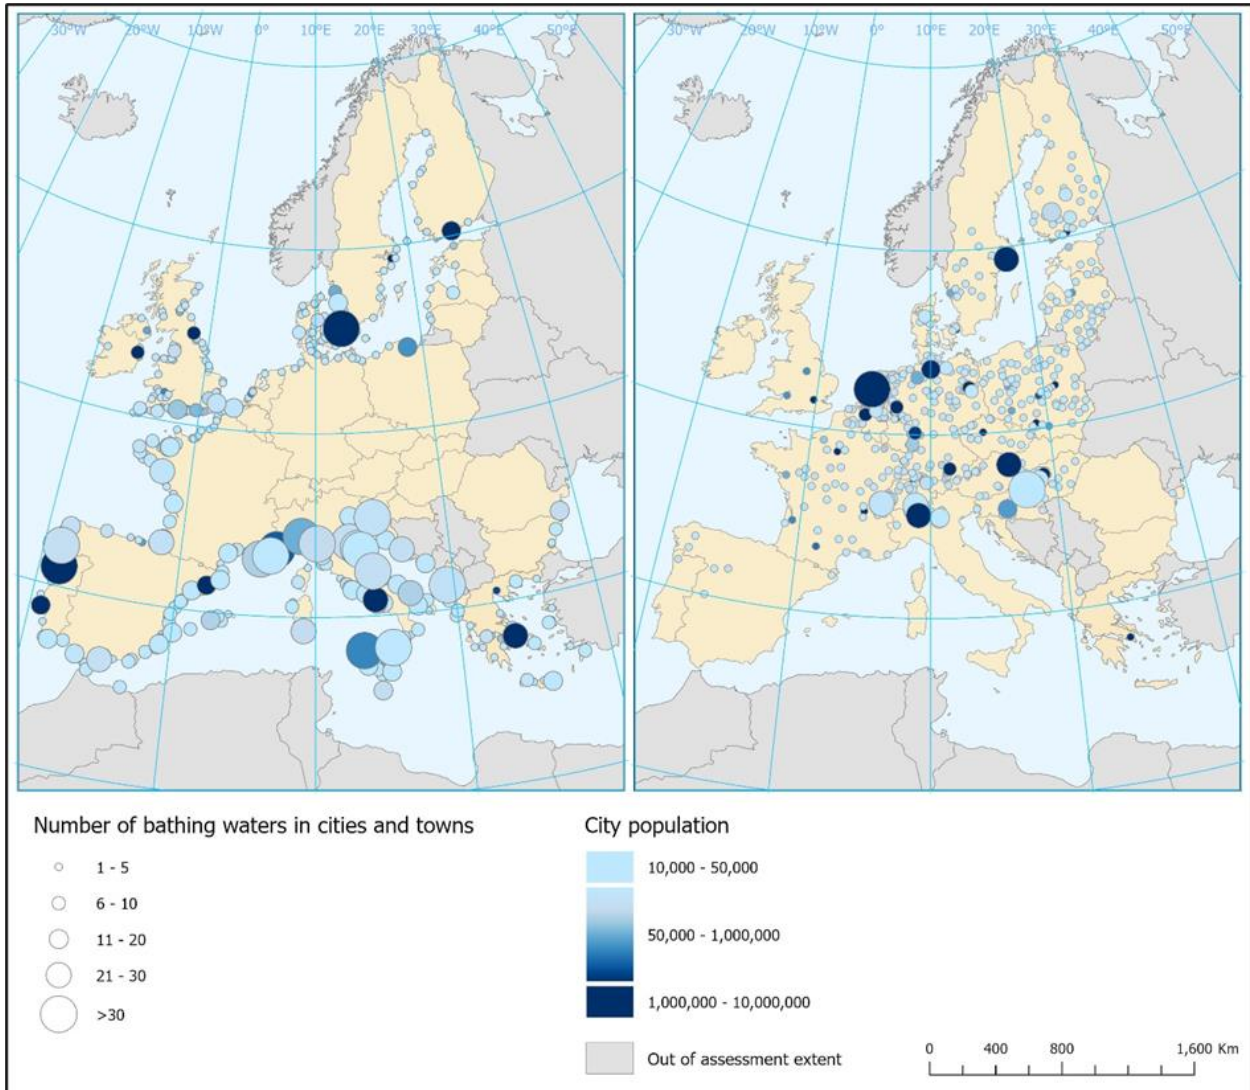 30°W 20°W 10°W 0° 10°E 20°E 30°E 40°E 50°E
30°W 20°W 10°W 0° 10°E 20°E 30°E 40°E 50°E
Number of bathing waters in cities and towns
1 - 5
6 - 10
11 - 20
21 - 30
>30
City population
10,000 - 50,000
50,000 - 1,000,000
1,000,000 - 10,000,000
Out of assessment extent
0 400 800 1,600 Km